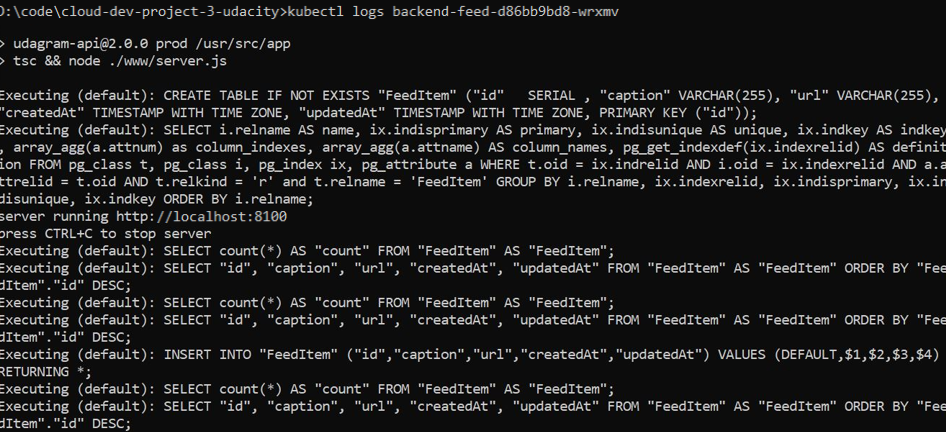 D:\code\cloud-dev-project-3-udacity>kubectl logs backend-feed-d86bb9bd8-wrxmv
> udagram-api@2.0.0 prod /usr/src/app
> tsc && node ./www/server.js
Executing (default): CREATE TABLE IF NOT EXISTS "FeedItem" ("id"   SERIAL , "caption" VARCHAR(255), "url" VARCHAR(255),
"createdAt" TIMESTAMP WITH TIME ZONE, "updatedAt" TIMESTAMP WITH TIME ZONE, PRIMARY KEY ("id"));
Executing (default): SELECT i.relname AS name, ix.indisprimary AS primary, ix.indisunique AS unique, ix.indkey AS indkey
, array_agg(a.attnum) as column_indexes, array_agg(a.attname) AS column_names, pg_get_indexdef(ix.indexrelid) AS definit
ion FROM pg_class t, pg_class i, pg_index ix, pg_attribute a WHERE t.oid = ix.indrelid AND i.oid = ix.indexrelid AND a.a
ttrelid = t.oid AND t.relkind = 'r' and t.relname = 'FeedItem' GROUP BY i.relname, ix.indexrelid, ix.indisprimary, ix.in
disunique, ix.indkey ORDER BY i.relname;
server running http://localhost:8100
press CTRL+C to stop server
Executing (default): SELECT count(*) AS "count" FROM "FeedItem" AS "FeedItem";
Executing (default): SELECT "id", "caption", "url", "createdAt", "updatedAt" FROM "FeedItem" AS "FeedItem" ORDER BY "Fee
dItem"."id" DESC;
Executing (default): SELECT count(*) AS "count" FROM "FeedItem" AS "FeedItem";
Executing (default): SELECT "id", "caption", "url", "createdAt", "updatedAt" FROM "FeedItem" AS "FeedItem" ORDER BY "Fee
dItem"."id" DESC;
Executing (default): INSERT INTO "FeedItem" ("id","caption","url","createdAt","updatedAt") VALUES (DEFAULT,$1,$2,$3,$4)
RETURNING *;
Executing (default): SELECT count(*) AS "count" FROM "FeedItem" AS "FeedItem";
Executing (default): SELECT "id", "caption", "url", "createdAt", "updatedAt" FROM "FeedItem" AS "FeedItem" ORDER BY "Fee
dItem"."id" DESC;